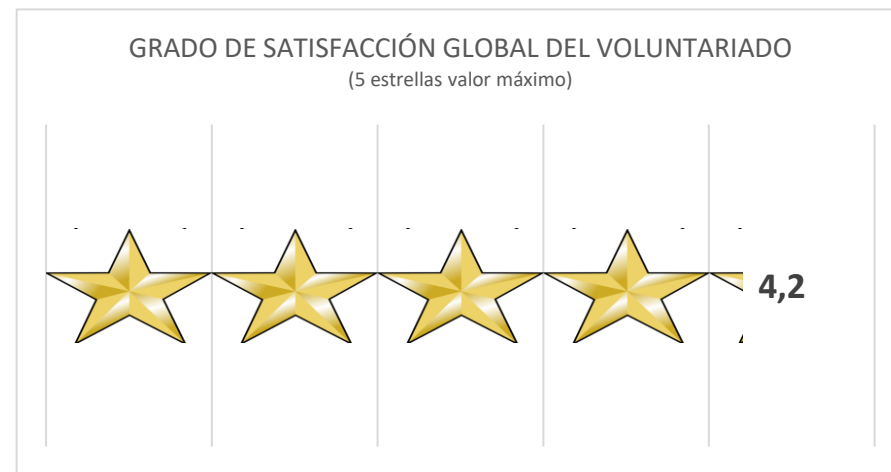 GRADO DE SATISFACCIÓN GLOBAL DEL VOLUNTARIADO
(5 estrellas valor máximo)
4,2